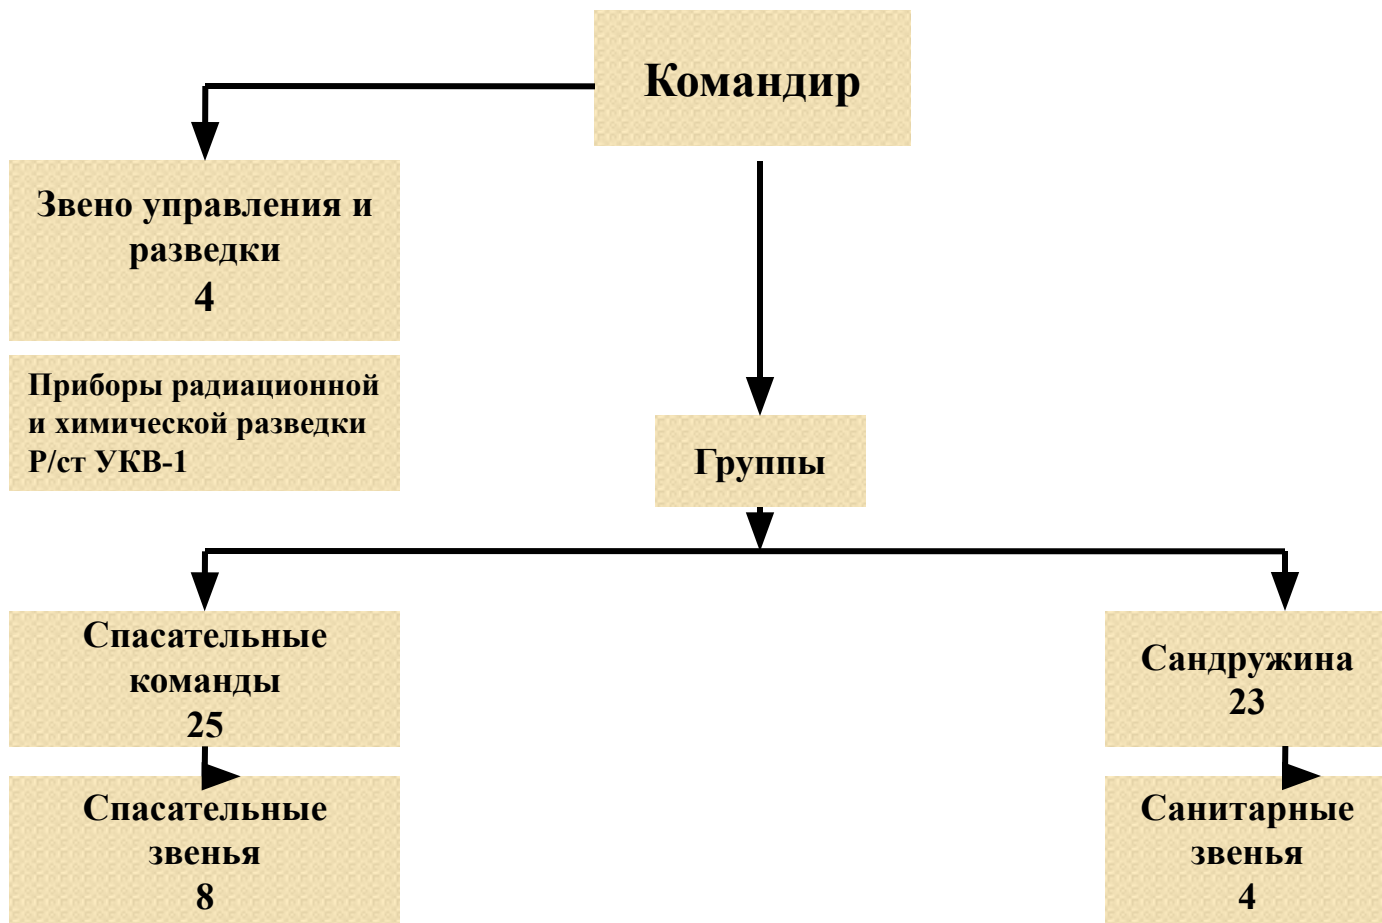 Командир
Звено управления и
разведки
4
Приборы радиационной
и химической разведки
Р/ст УКВ-1
Группы
Спасательные
команды
25
Сандружина
23
Спасательные
звенья
8
Санитарные
звенья
4